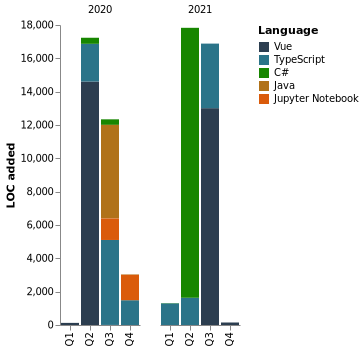 2020
2021
Language
Vue
TypeScript
C#
Java
Jupyter Notebook
LOC added
18,000
16,000
14,000
12,000
10,000
8,000
6,000
4,000
2,000
0
Q1
Q2
Q3
Q4
Q1
Q2
Q3
Q4